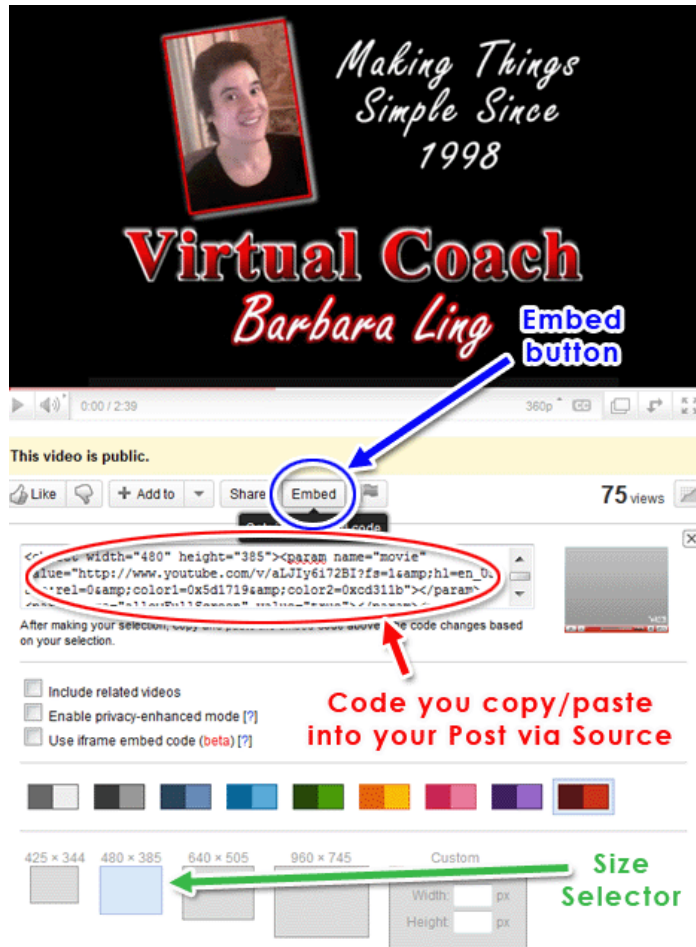 Making Things
Simple Since
1998
Virtual Coach
Barbara Ling
Embed
button
0:00 / 2:39
360p
CC
This video is public.
Like
Add to
Share
Embed
75 views
code
width="480" height="385"><param name="movie"
value="http://www.youtube.com/v/aLJIy6i72BI?fs=1&amp;hl=en_U
rel=0&amp;color1=0x5d1719&amp;color2=0xcd311b"></param>
After making your selection, copy and paste the code above code changes based
on your selection.
Code you copy/paste
into your Post via Source
Include related videos
Enable privacy-enhanced mode [?]
Use iframe embed code (beta) [?]
425 × 344 480 × 385 640 × 505 960 × 745 Custom
Size
Selector
Width: px
Height: px